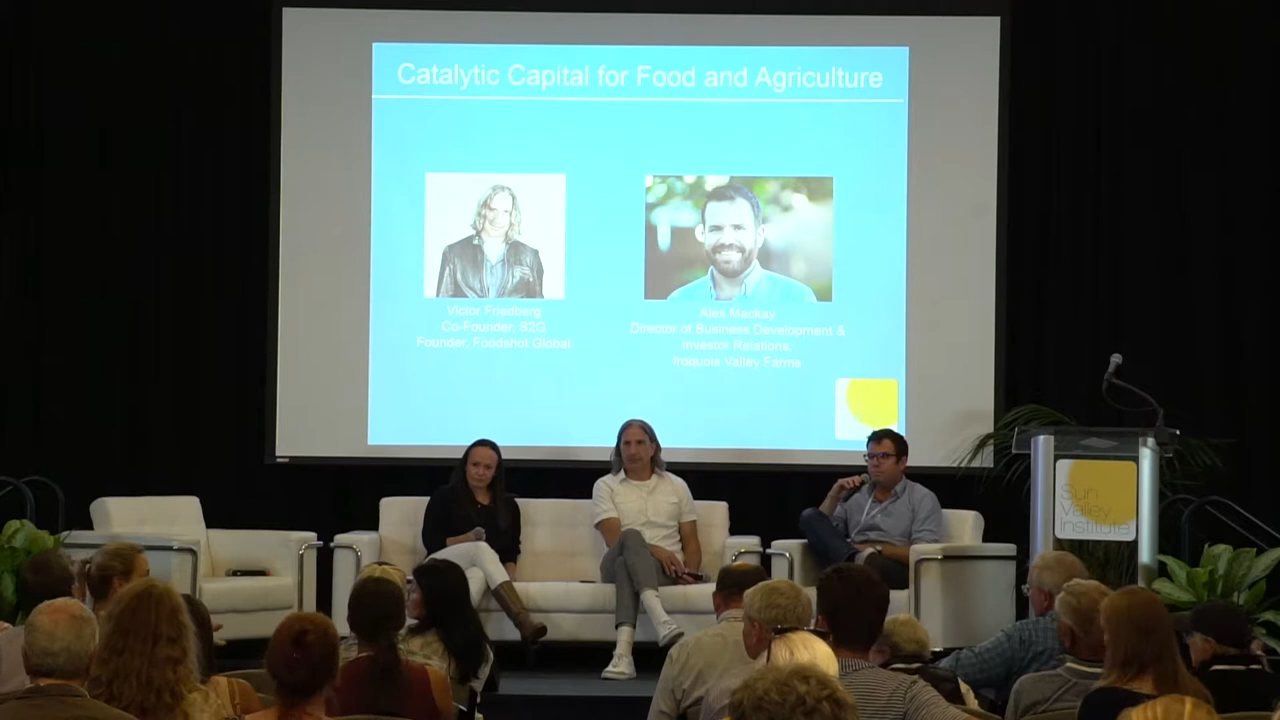 Catalytic Capital for Food and Agriculture
Victor Friedberg
Co-Founder, S2G
Founder, Foodshot Global
Alex Mackay
Director of Business Development &
Investor Relations,
Iroquois Valley Farms
Sun
Valley
Institute